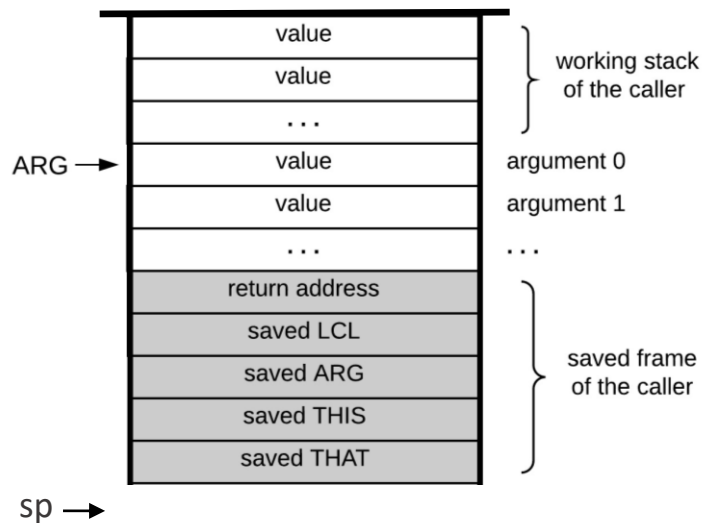 value
value
working stack
of the caller
...
ARG
value
argument 0
value
argument 1
...
...
return address
saved LCL
saved ARG
saved frame
of the caller
saved THIS
saved THAT
sp